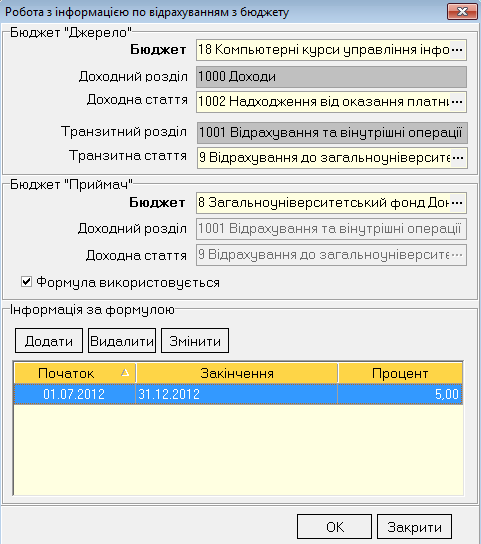 Робота з інформацією по відрахуванням з бюджету
Бюджет "Джерело"
Бюджет 18 Компьютерні курси управління інфо ...
Доходний розділ 1000 Доходи
Доходна стаття 1002 Надходження від оказання платни ...
Транзитний розділ 1001 Відрахування та вінутрішні операції
Транзитна стаття 9 Відрахування до загальноуніверсите ...
Бюджет "Приймач"
Бюджет 8 Загальноуніверситетський фонд Дон ...
Доходний розділ 1001 Відрахування та вінутрішні операції
Доходна стаття 9 Відрахування до загальноуніверсите ...
Формула використовується
Інформація за формулою
Додати Видалити Змінити
Початок Закінчення Процент
01.07.2012 31.12.2012 5,00
ОК Закрити